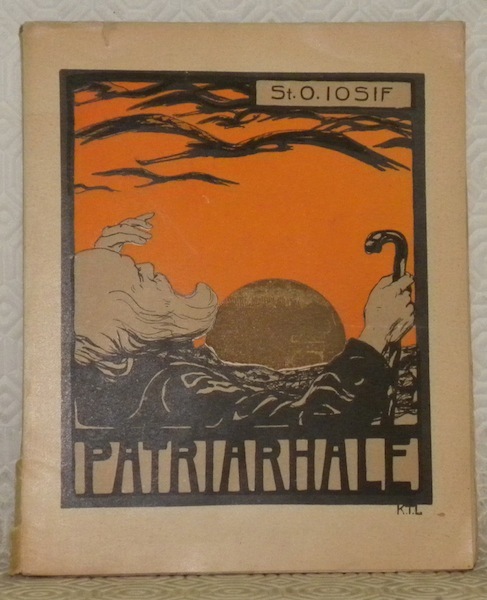 St. O. IOSIF
PATRIARHALE
K.T.L.